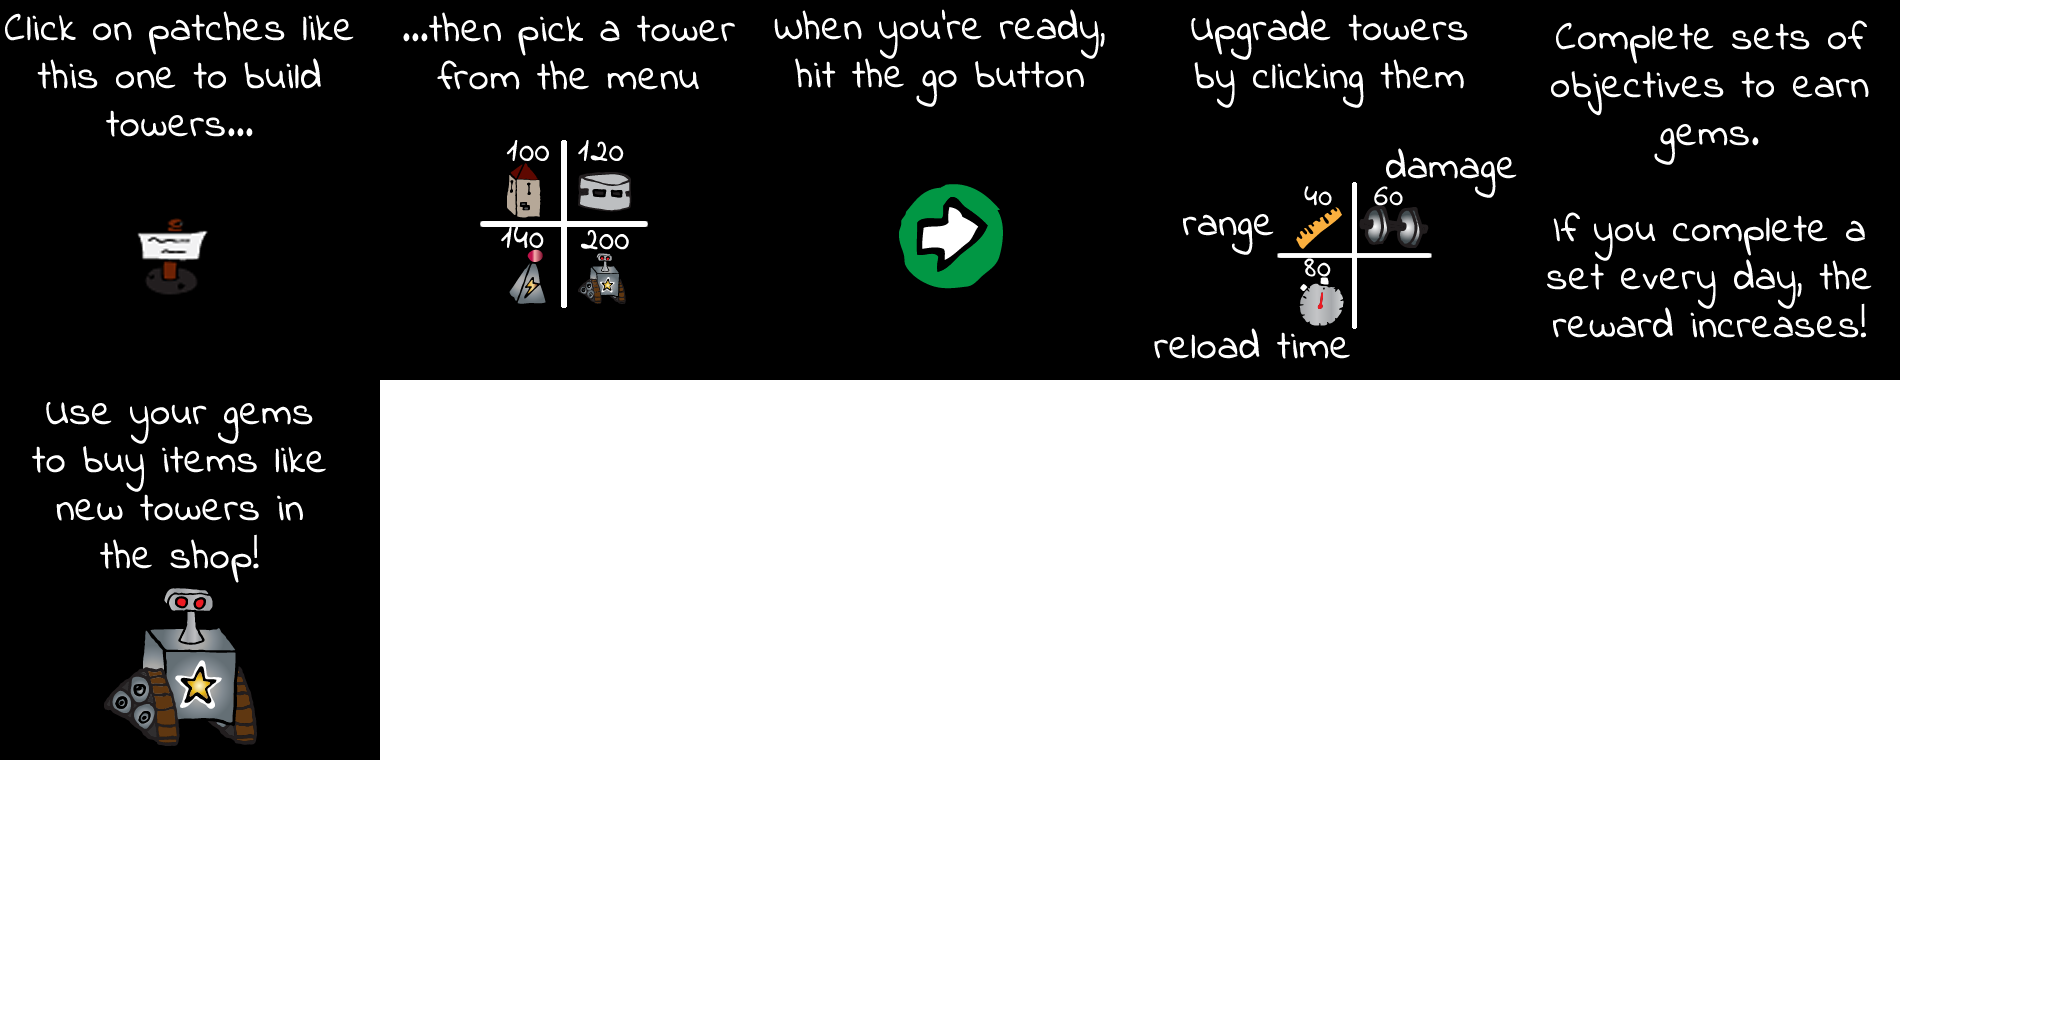 Click on patches like
this one to build
towers...
...then pick a tower
from the menu
100 120
140 200
When you're ready,
hit the go button
Upgrade towers
by clicking them
damage
40 60
range
80
reload time
Complete sets of
objectives to earn
gems.
If you complete a
set every day, the
reward increases!
Use your gems
to buy items like
new towers in
the shop!